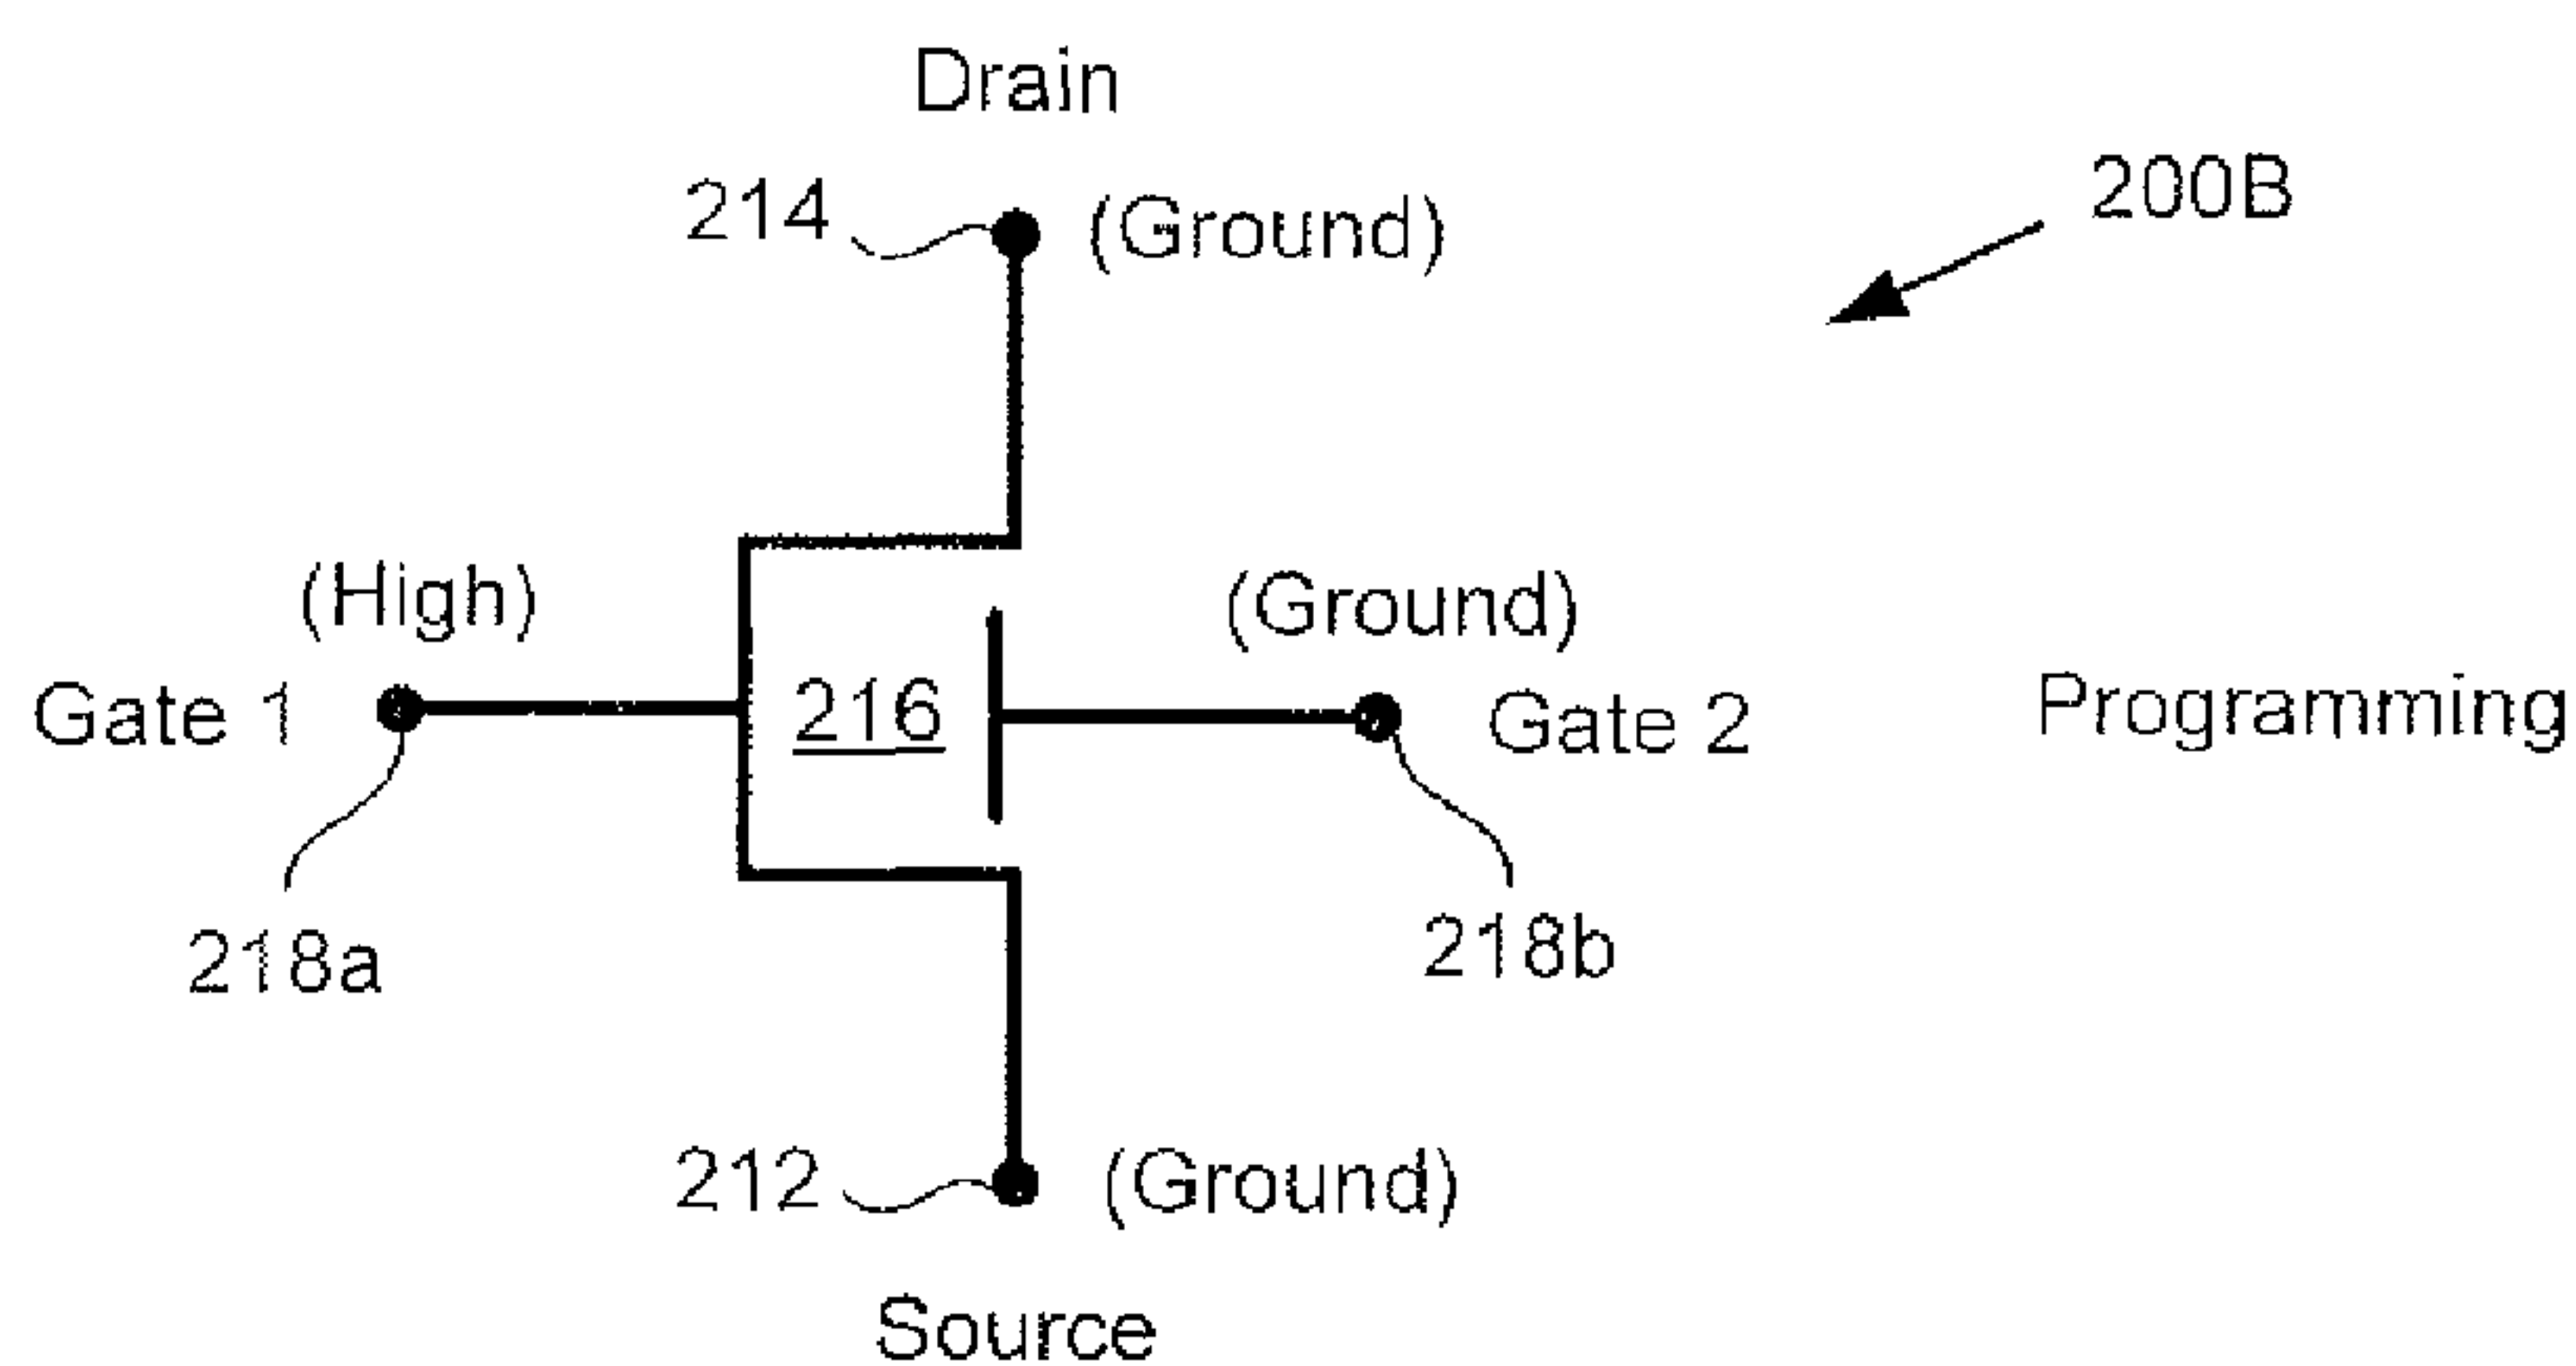 Drain
214
(Ground)
200B
(High)
(Ground)
Gate 1
216
Gate 2
Programming
218a
218b
212
(Ground)
Source